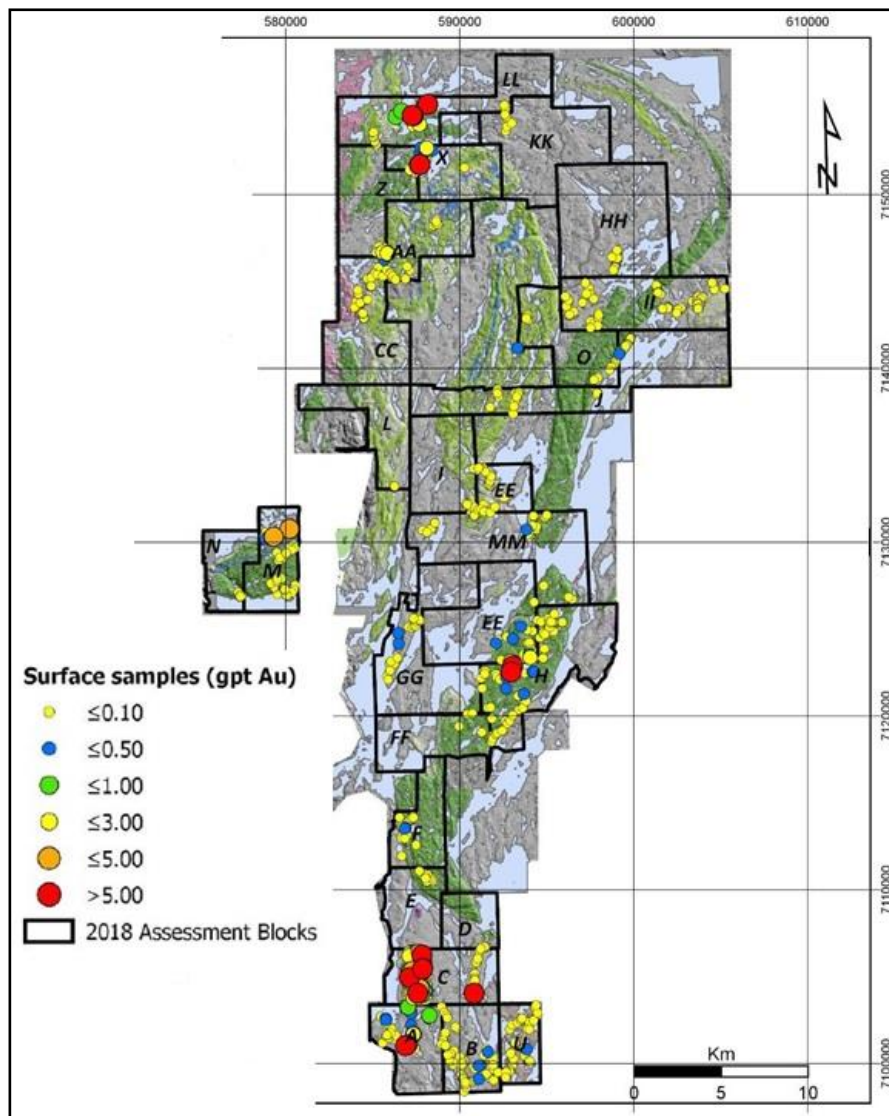 580000
590000
600000
610000
N
LL
KK
X
Z
7150000
HH
AA
II
CC
O
7140000
J
L
I
EE
MM
7130000
N
M
EE
GG
H
Surface samples (gpt Au)
≤0.10
≤0.50
≤1.00
≤3.00
≤5.00
>5.00
2018 Assessment Blocks
7120000
FF
F
7110000
E
D
C
A
B
U
7100000
Km
0
5
10